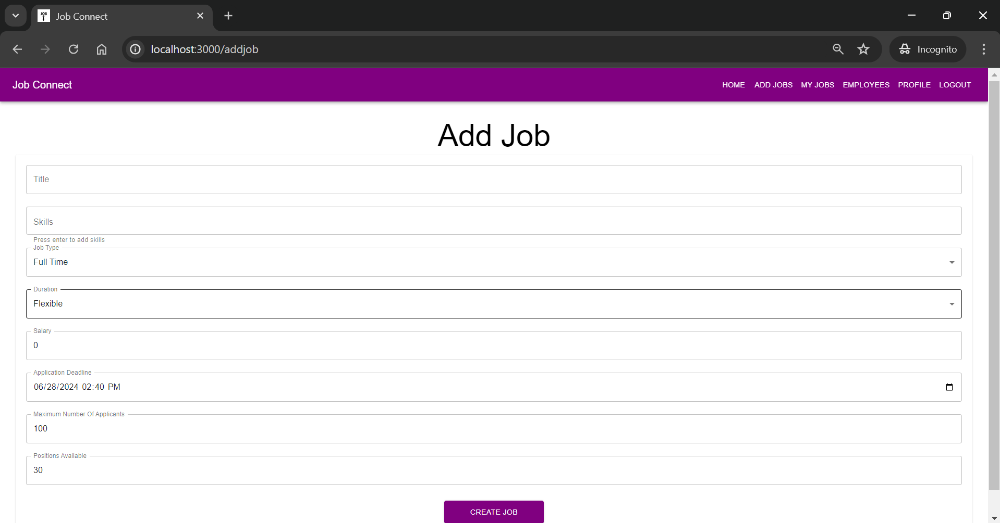 Job Connect
localhost:3000/addjob
Incognito
Job Connect
HOME ADD JOBS MY JOBS EMPLOYEES PROFILE LOGOUT
Add Job
Title
Skills
Press enter to add skills
Job Type
Full Time
Duration
Flexible
Salary
0
Application Deadline
06/28/2024 02:40 PM
Maximum Number Of Applicants
100
Positions Available
30
CREATE JOB